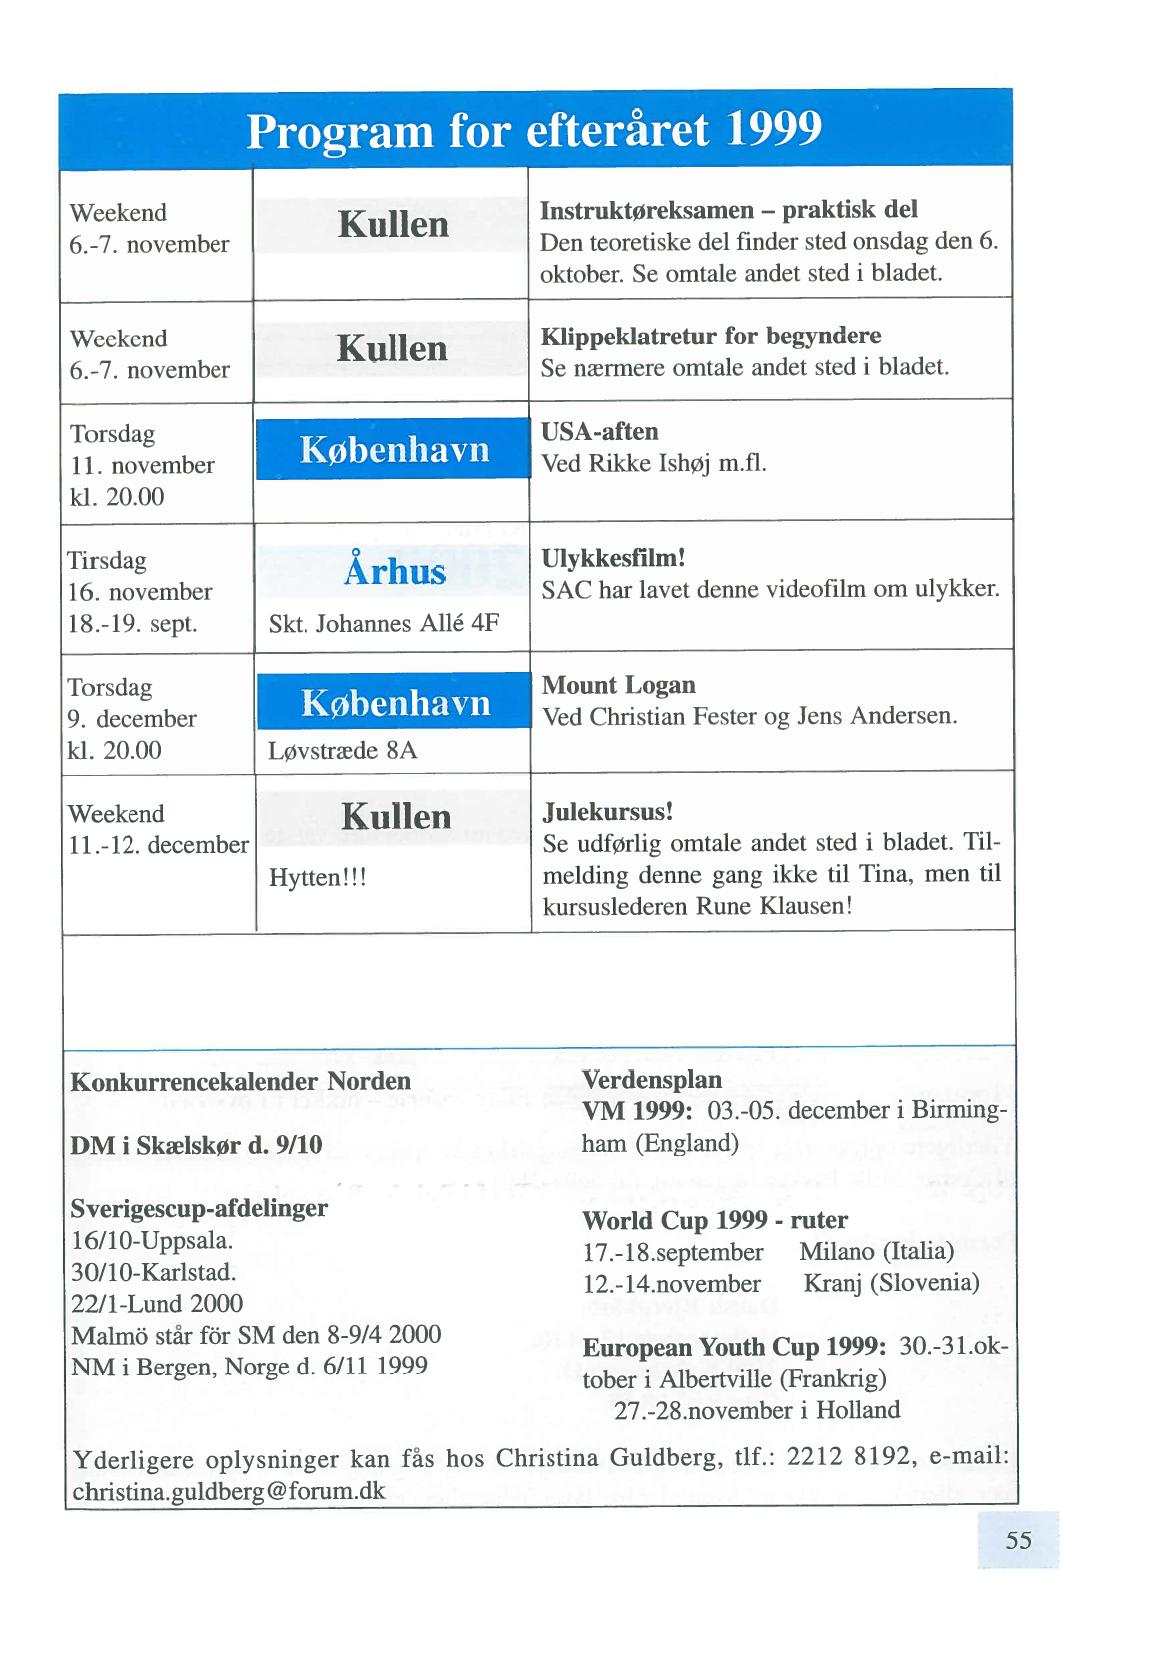 Program for efteråret 1999
Weekend
6.-7. november
Kullen
Instruktøreksamen – praktisk del
Den teoretiske del finder sted onsdag den 6.
oktober. Se omtale andet sted i bladet.
Weekend
6.-7. november
Kullen
Klippeklatretur for begyndere
Se nærmere omtale andet sted i bladet.
Torsdag
11. november
kl. 20.00
København
USA-aften
Ved Rikke Ishøj m.fl.
Tirsdag
16. november
18.-19. sept.
Århus
Skt. Johannes Allé 4F
Ulykkesfilm!
SAC har lavet denne videofilm om ulykker.
Torsdag
9. december
kl. 20.00
København
Løvstræde 8A
Mount Logan
Ved Christian Fester og Jens Andersen.
Weekend
11.-12. december
Kullen
Hytten!!!
Julekursus!
Se udførlig omtale andet sted i bladet. Til-
melding denne gang ikke til Tina, men til
kursuslederen Rune Klausen!
Konkurrencekalender Norden
DM i Skælskør d. 9/10
Sverigescup-afdelinger
16/10-Uppsala.
30/10-Karlstad.
22/1-Lund 2000
Malmö står för SM den 8-9/4 2000
NM i Bergen, Norge d. 6/11 1999
Verdensplan
VM 1999: 03.-05. december i Birming-
ham (England)
World Cup 1999 - ruter
17.-18.september Milano (Italia)
12.-14.november Kranj (Slovenia)
European Youth Cup 1999: 30.-31.ok-
tober i Albertville (Frankrig)
27.-28.november i Holland
Yderligere oplysninger kan fås hos Christina Guldberg, tlf.: 2212 8192, e-mail:
christina.guldberg@forum.dk
55